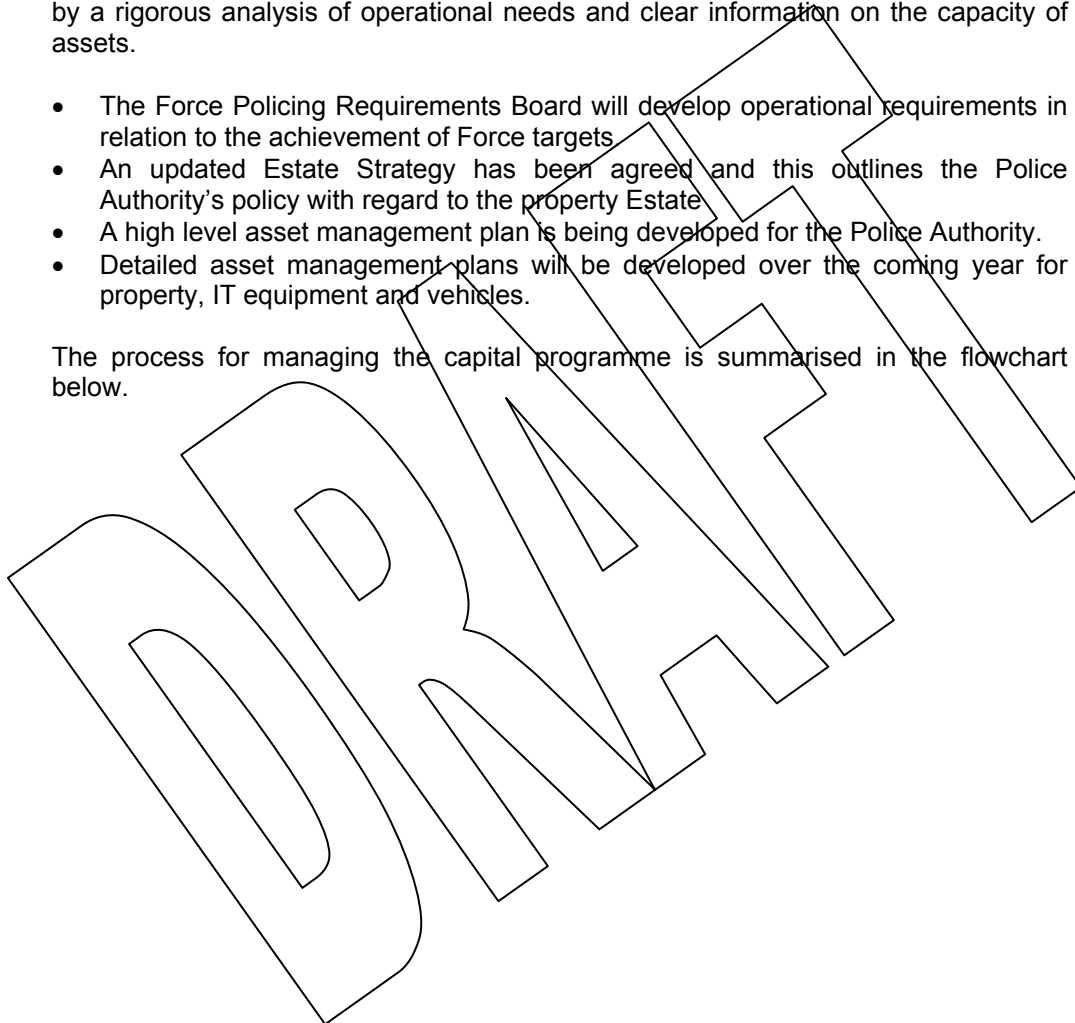 by a rigorous analysis of operational needs and clear information on the capacity of
assets.
• The Force Policing Requirements Board will develop operational requirements in
relation to the achievement of Force targets.
• An updated Estate Strategy has been agreed and this outlines the Police
Authority's policy with regard to the property Estate
• A high level asset management plan is being developed for the Police Authority.
• Detailed asset management plans will be developed over the coming year for
property, IT equipment and vehicles.
The process for managing the capital programme is summarised in the flowchart
below.
DRAFT